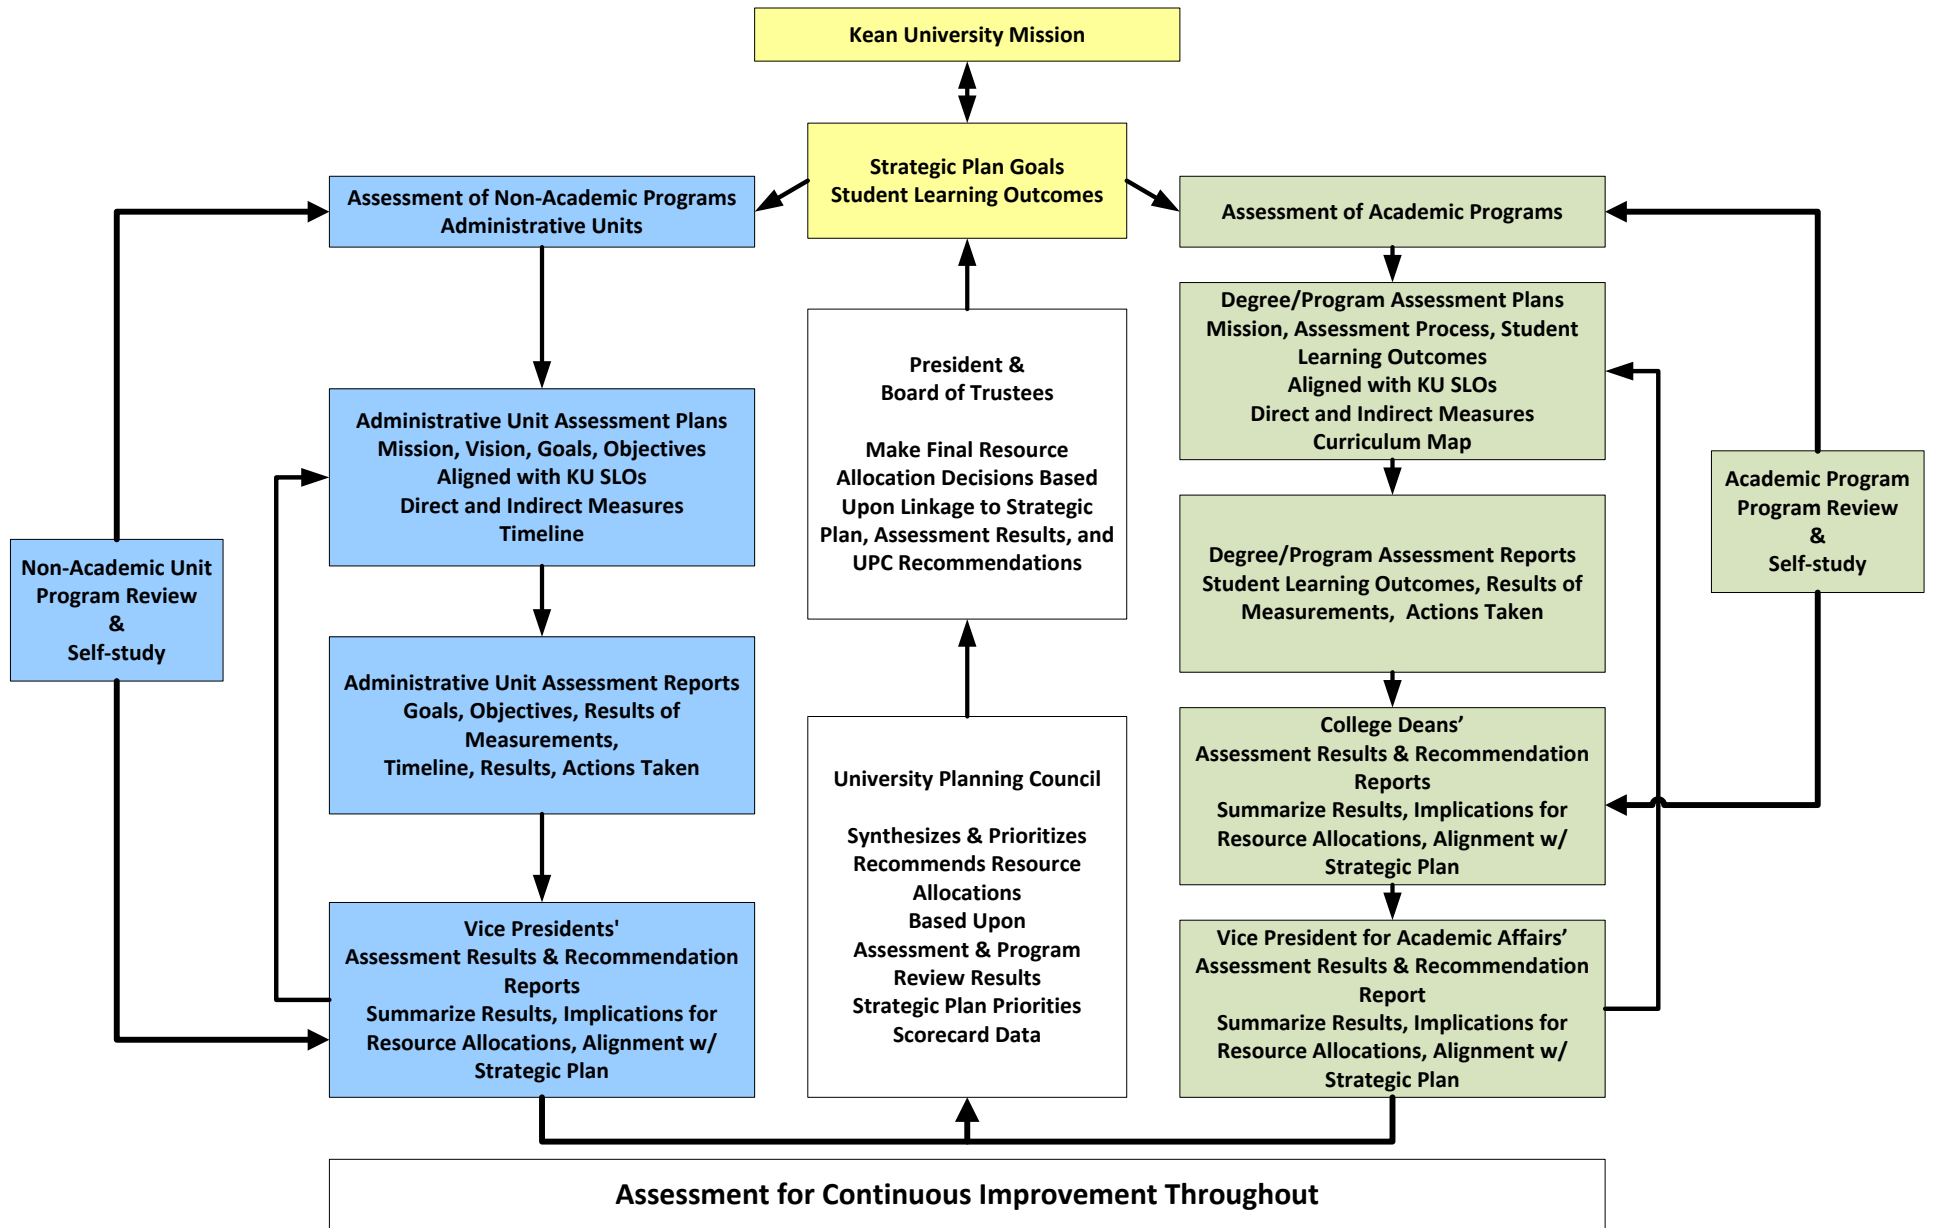 Kean University Mission
Strategic Plan Goals
Student Learning Outcomes
Assessment of Non-Academic Programs
Administrative Units
Assessment of Academic Programs
Administrative Unit Assessment Plans
Mission, Vision, Goals, Objectives
Aligned with KU SLOs
Direct and Indirect Measures
Timeline
Non-Academic Unit
Program Review
&
Self-study
Administrative Unit Assessment Reports
Goals, Objectives, Results of
Measurements,
Timeline, Results, Actions Taken
Vice Presidents'
Assessment Results & Recommendation
Reports
Summarize Results, Implications for
Resource Allocations, Alignment w/
Strategic Plan
President &
Board of Trustees
Make Final Resource
Allocation Decisions Based
Upon Linkage to Strategic
Plan, Assessment Results, and
UPC Recommendations
University Planning Council
Synthesizes & Prioritizes
Recommends Resource
Allocations
Based Upon
Assessment & Program
Review Results
Strategic Plan Priorities
Scorecard Data
Degree/Program Assessment Plans
Mission, Assessment Process, Student
Learning Outcomes
Aligned with KU SLOs
Direct and Indirect Measures
Curriculum Map
Degree/Program Assessment Reports
Student Learning Outcomes, Results of
Measurements, Actions Taken
College Deans’
Assessment Results & Recommendation
Reports
Summarize Results, Implications for
Resource Allocations, Alignment w/
Strategic Plan
Vice President for Academic Affairs’
Assessment Results & Recommendation
Report
Summarize Results, Implications for
Resource Allocations, Alignment w/
Strategic Plan
Academic Program
Program Review
&
Self-study
Assessment for Continuous Improvement Throughout